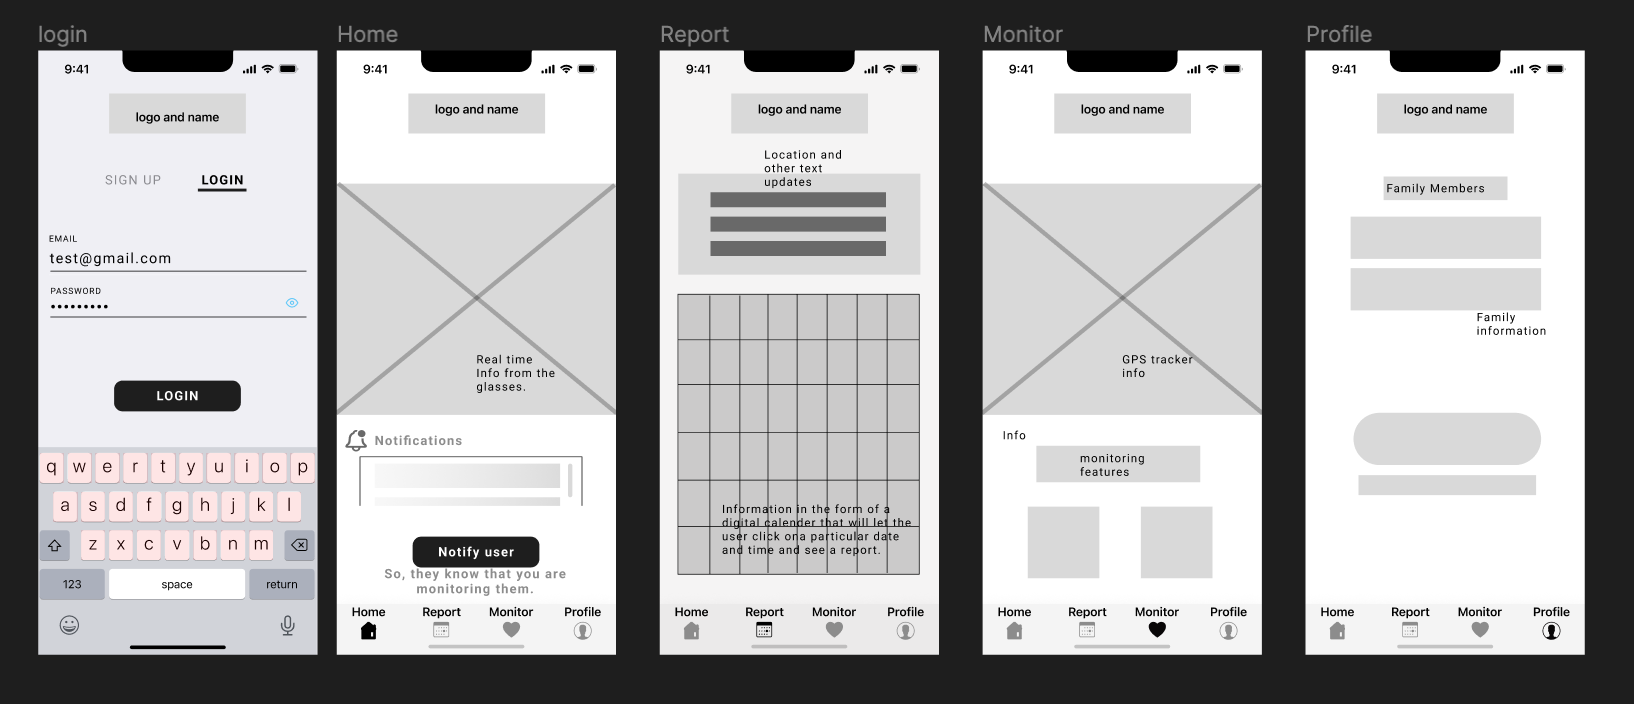 login
9:41
logo and name
SIGN UP LOGIN
EMAIL
test@gmail.com
PASSWORD
•••••••••
LOGIN
q w e r t y u i o p
a s d f g h j k l
z x c v b n m
123 space return
Home
9:41
logo and name
Real time
Info from the
glasses.
Notifications
Notify user
So, they know that you are
monitoring them.
Home Report Monitor Profile
Report
9:41
logo and name
Location and
other text
updates
Information in the form of a
digital calender that will let the
user click ona particular date
and time and see a report.
Home Report Monitor Profile
Monitor
9:41
logo and name
GPS tracker
info
Info
monitoring
features
Home Report Monitor Profile
Profile
9:41
logo and name
Family Members
Family
information
Home Report Monitor Profile